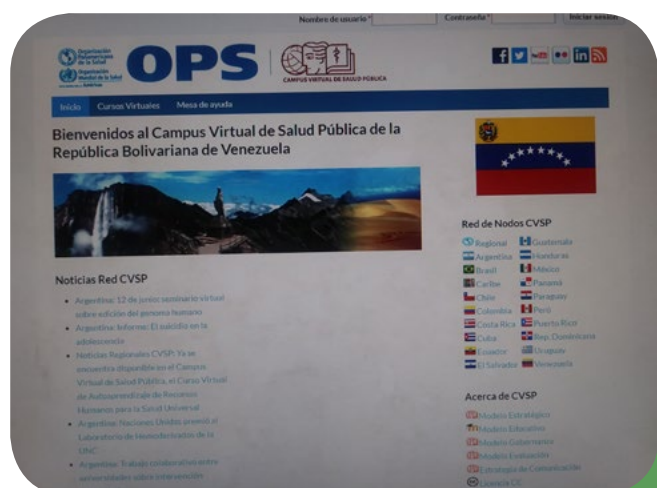 Nombre de usuario *
Contraseña *
Iniciar sesión
Organización
Panamericana
de la Salud
Organización
Mundial de la Salud
OPS
CAMPUS VIRTUAL DE SALUD PÚBLICA
Inicio Cursos Virtuales Mesa de ayuda
Bienvenidos al Campus Virtual de Salud Pública de la
República Bolivariana de Venezuela
Noticias Red CVSP
Argentina: 12 de junio: seminario virtual
sobre edición del genoma humano
Argentina: Informe: El suicidio en la
adolescencia
Noticias Regionales CVSP: Ya se
encuentra disponible en el Campus
Virtual de Salud Pública, el Curso Virtual
de Autoaprendizaje de Recursos
Humanos para la Salud Universal
Argentina: Naciones Unidas premió el
Laboratorio de Hemoderivados de la
UNC
Argentina: Trabajo colaborativo entre
universidades sobre intervención
Red de Nodos CVSP
Regional Guatemala
Argentina Honduras
Brasil México
Caribe Panamá
Chile Paraguay
Colombia Perú
Costa Rica Puerto Rico
Cuba Rep. Dominicana
Ecuador Uruguay
El Salvador Venezuela
Acerca de CVSP
Modelo Estratégico
Modelo Educativo
Modelo Gobernanza
Modelo Evaluación
Estrategia de Comunicación
Licencia CC